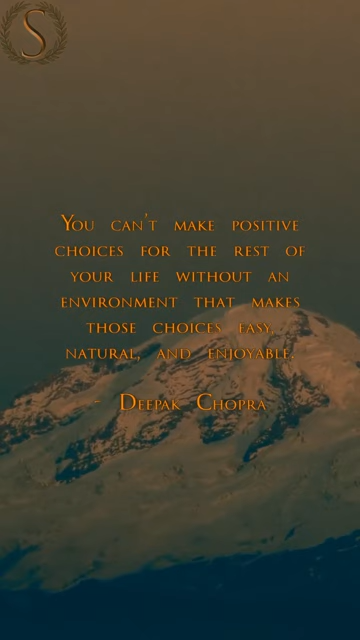 S
You can't make positive
choices for the rest of
your life without an
environment that makes
those choices easy,
natural, and enjoyable.
- Deepak Chopra